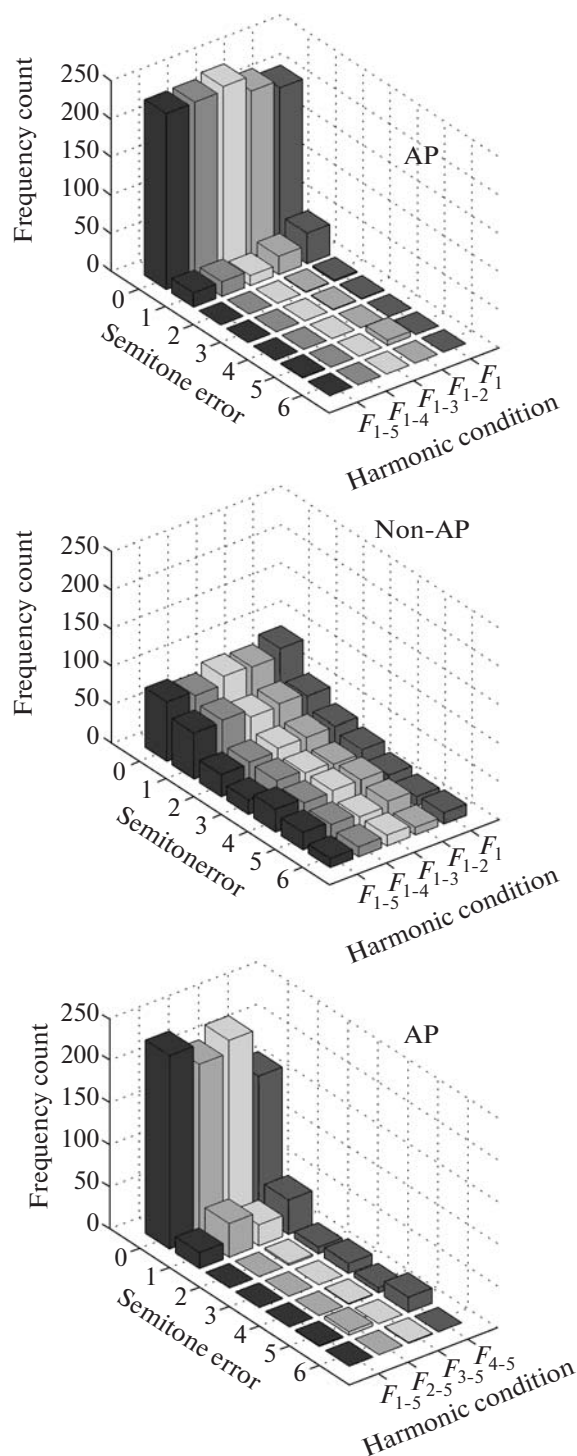 AP
Frequency count
250
200
150
100
50
0
0
1
2
3
4
5
6
Semitone error
F1-5
F1-4
F1-3
F1-2
F1
Harmonic condition
Non-AP
Frequency count
250
200
150
100
50
0
0
1
2
3
4
5
6
Semitonerror
F1-5
F1-4
F1-3
F1-2
F1
Harmonic condition
AP
Frequency count
250
200
150
100
50
0
0
1
2
3
4
5
6
Semitone error
F1-5
F2-5
F3-5
F4-5
Harmonic condition